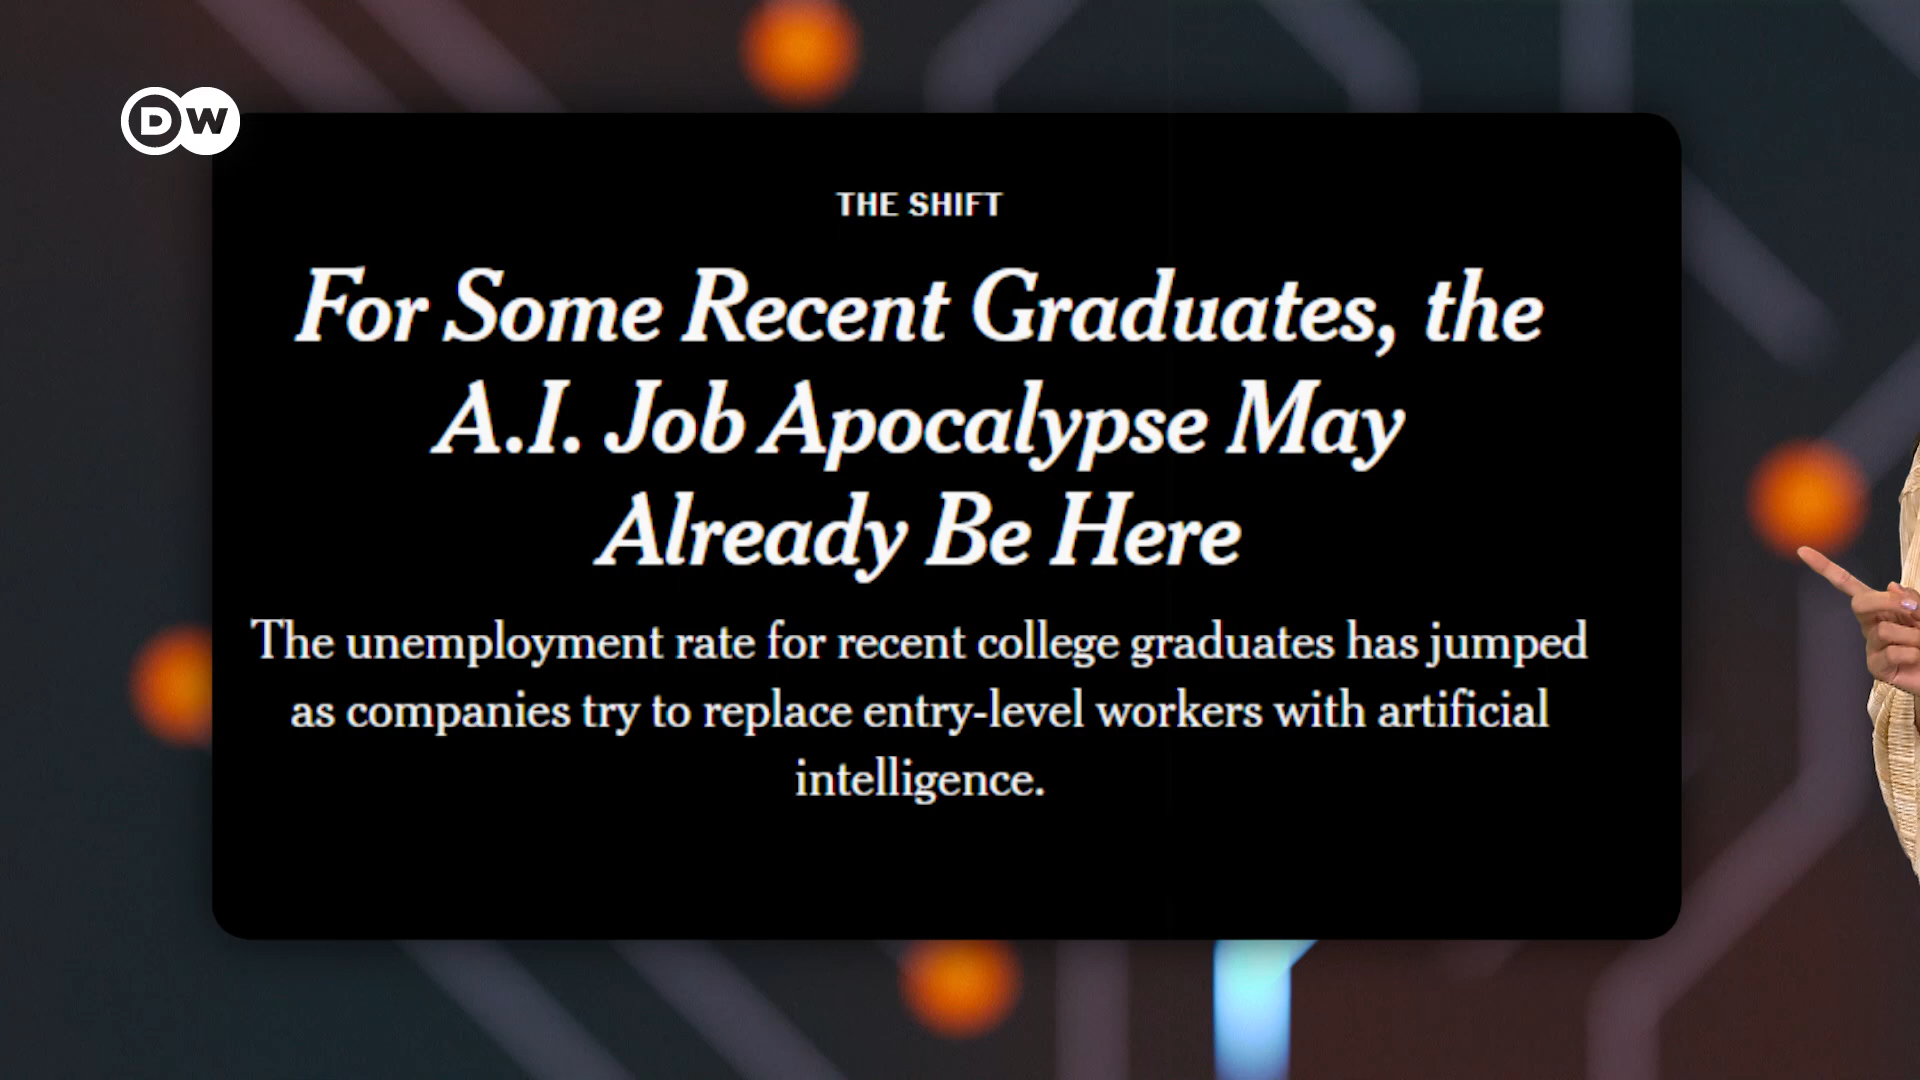 DW
THE SHIFT
For Some Recent Graduates, the
A.I. Job Apocalypse May
Already Be Here
The unemployment rate for recent college graduates has jumped
as companies try to replace entry-level workers with artificial
intelligence.